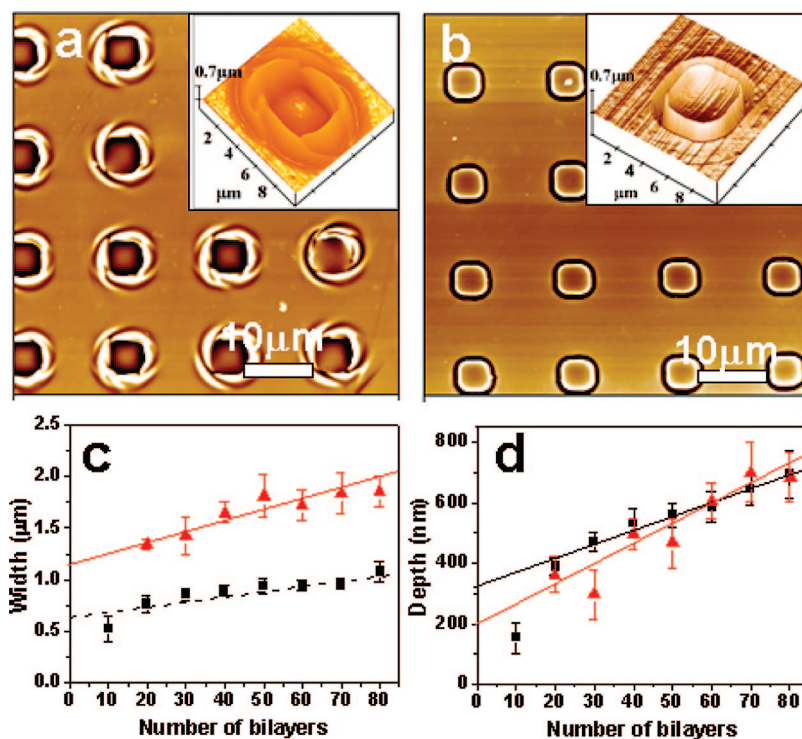 a
0.7μm
2
4
6
8
μm
10μm
b
0.7μm
2
4
6
8
μm
10μm
c
2.5
2.0
1.5
1.0
0.5
0.0
Width (μm)
0 10 20 30 40 50 60 70 80
Number of bilayers
d
800
600
400
200
0
Depth (nm)
0 10 20 30 40 50 60 70 80
Number of bilayers